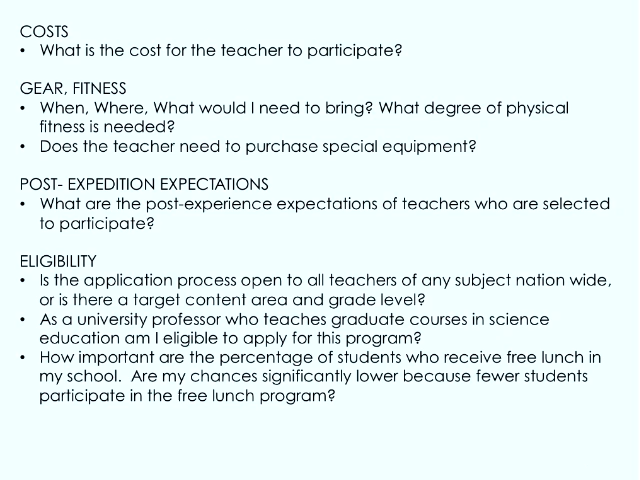 COSTS
• What is the cost for the teacher to participate?
GEAR, FITNESS
• When, Where, What would I need to bring? What degree of physical
fitness is needed?
• Does the teacher need to purchase special equipment?
POST- EXPEDITION EXPECTATIONS
• What are the post-experience expectations of teachers who are selected
to participate?
ELIGIBILITY
• Is the application process open to all teachers of any subject nation wide,
or is there a target content area and grade level?
• As a university professor who teaches graduate courses in science
education am I eligible to apply for this program?
• How important are the percentage of students who receive free lunch in
my school.  Are my chances significantly lower because fewer students
participate in the free lunch program?